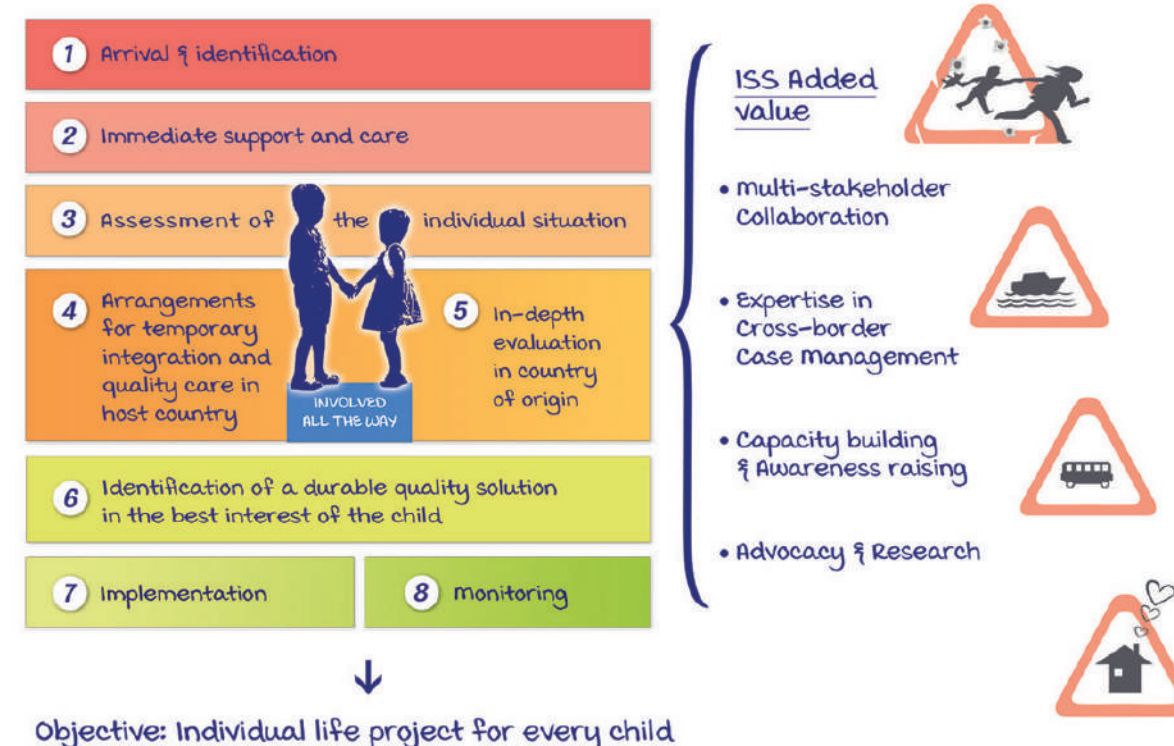 1 Arrival & identification
2 Immediate support and care
3 Assessment of the individual situation
4 Arrangements
for temporary
integration and
quality care in
host country
INVOLVED
ALL THE WAY
5 In-depth
evaluation
in country
of origin
6 Identification of a durable quality solution
in the best interest of the child
7 Implementation
8 Monitoring
Objective: Individual life project for every child
ISS Added
value
• Multi-stakeholder
Collaboration
• Expertise in
Cross-border
Case Management
• Capacity building
& Awareness raising
• Advocacy & Research